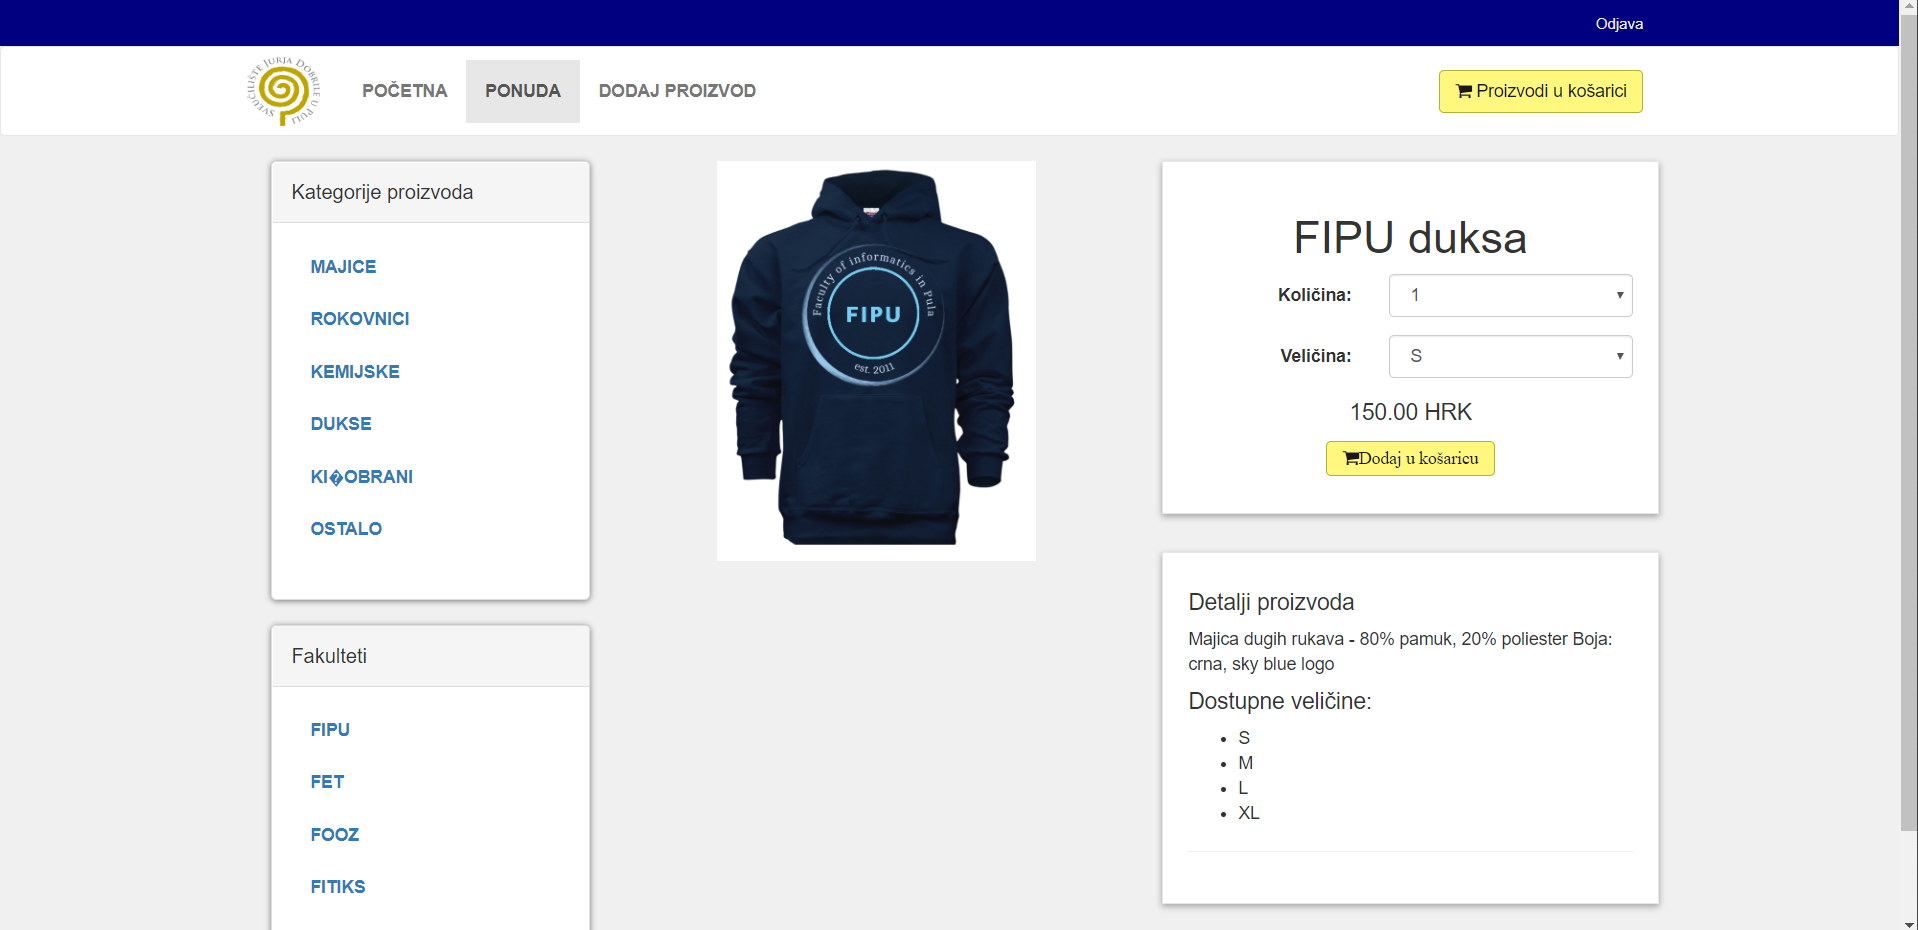 Odjava
SVEUČILIŠTE JURJA DOBRILE U PULI
POČETNA
PONUDA
DODAJ PROIZVOD
Proizvodi u košarici
Kategorije proizvoda
MAJICE
ROKOVNICI
KEMIJSKE
DUKSE
KI�OBRANI
OSTALO
Fakulteti
FIPU
FET
FOOZ
FITIKS
Faculty of informatics in Pula
FIPU
est. 2011
FIPU duksa
Količina: 1
Veličina: S
150.00 HRK
Dodaj u košaricu
Detalji proizvoda
Majica dugih rukava - 80% pamuk, 20% poliester Boja:
crna, sky blue logo
Dostupne veličine:
S
M
L
XL